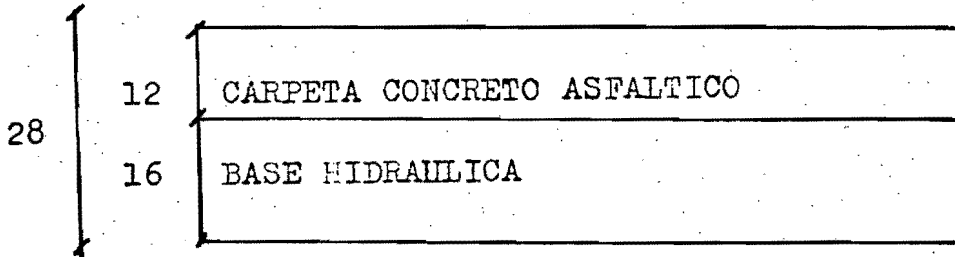 12 CARPETA CONCRETO ASFALTICO
28
16 BASE HIDRAULICA